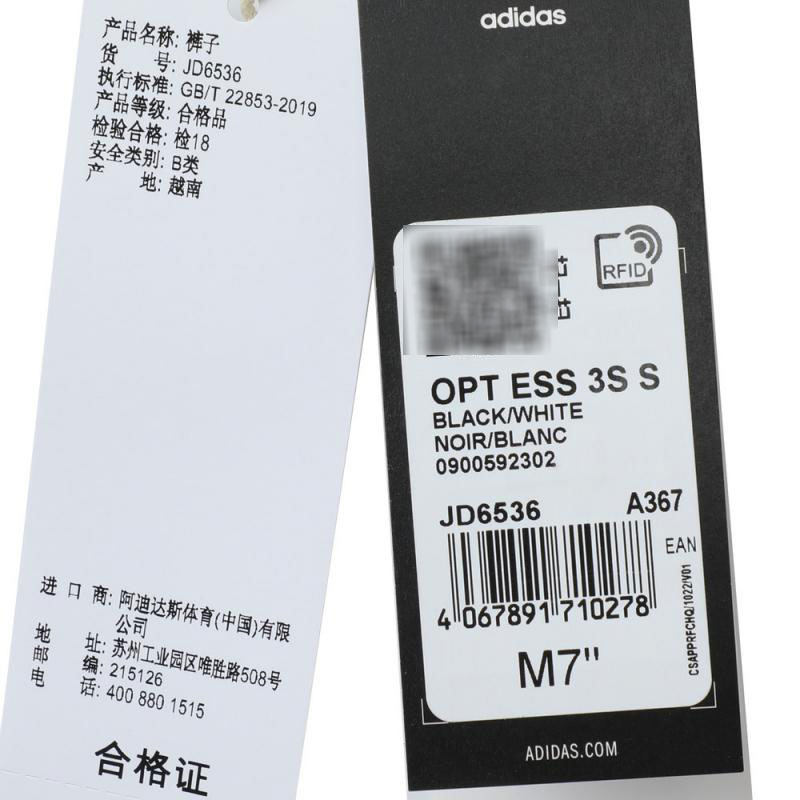 产品名称: 裤子
货 号: JD6536
执行标准: GB/T 22853-2019
产品等级: 合格品
检验合格: 检18
安全类别: B类
产 地: 越南
进 口 商: 阿迪达斯体育(中国)有限
公司
地 址: 苏州工业园区唯胜路508号
邮 编: 215126
电 话: 400 880 1515
合格证
adidas
RFID
OPT ESS 3S S
BLACK/WHITE
NOIR/BLANC
0900592302
JD6536 A367
EAN
4 067891 710278
CSAPPRFCHQ/1022/V01
M7"
ADIDAS.COM